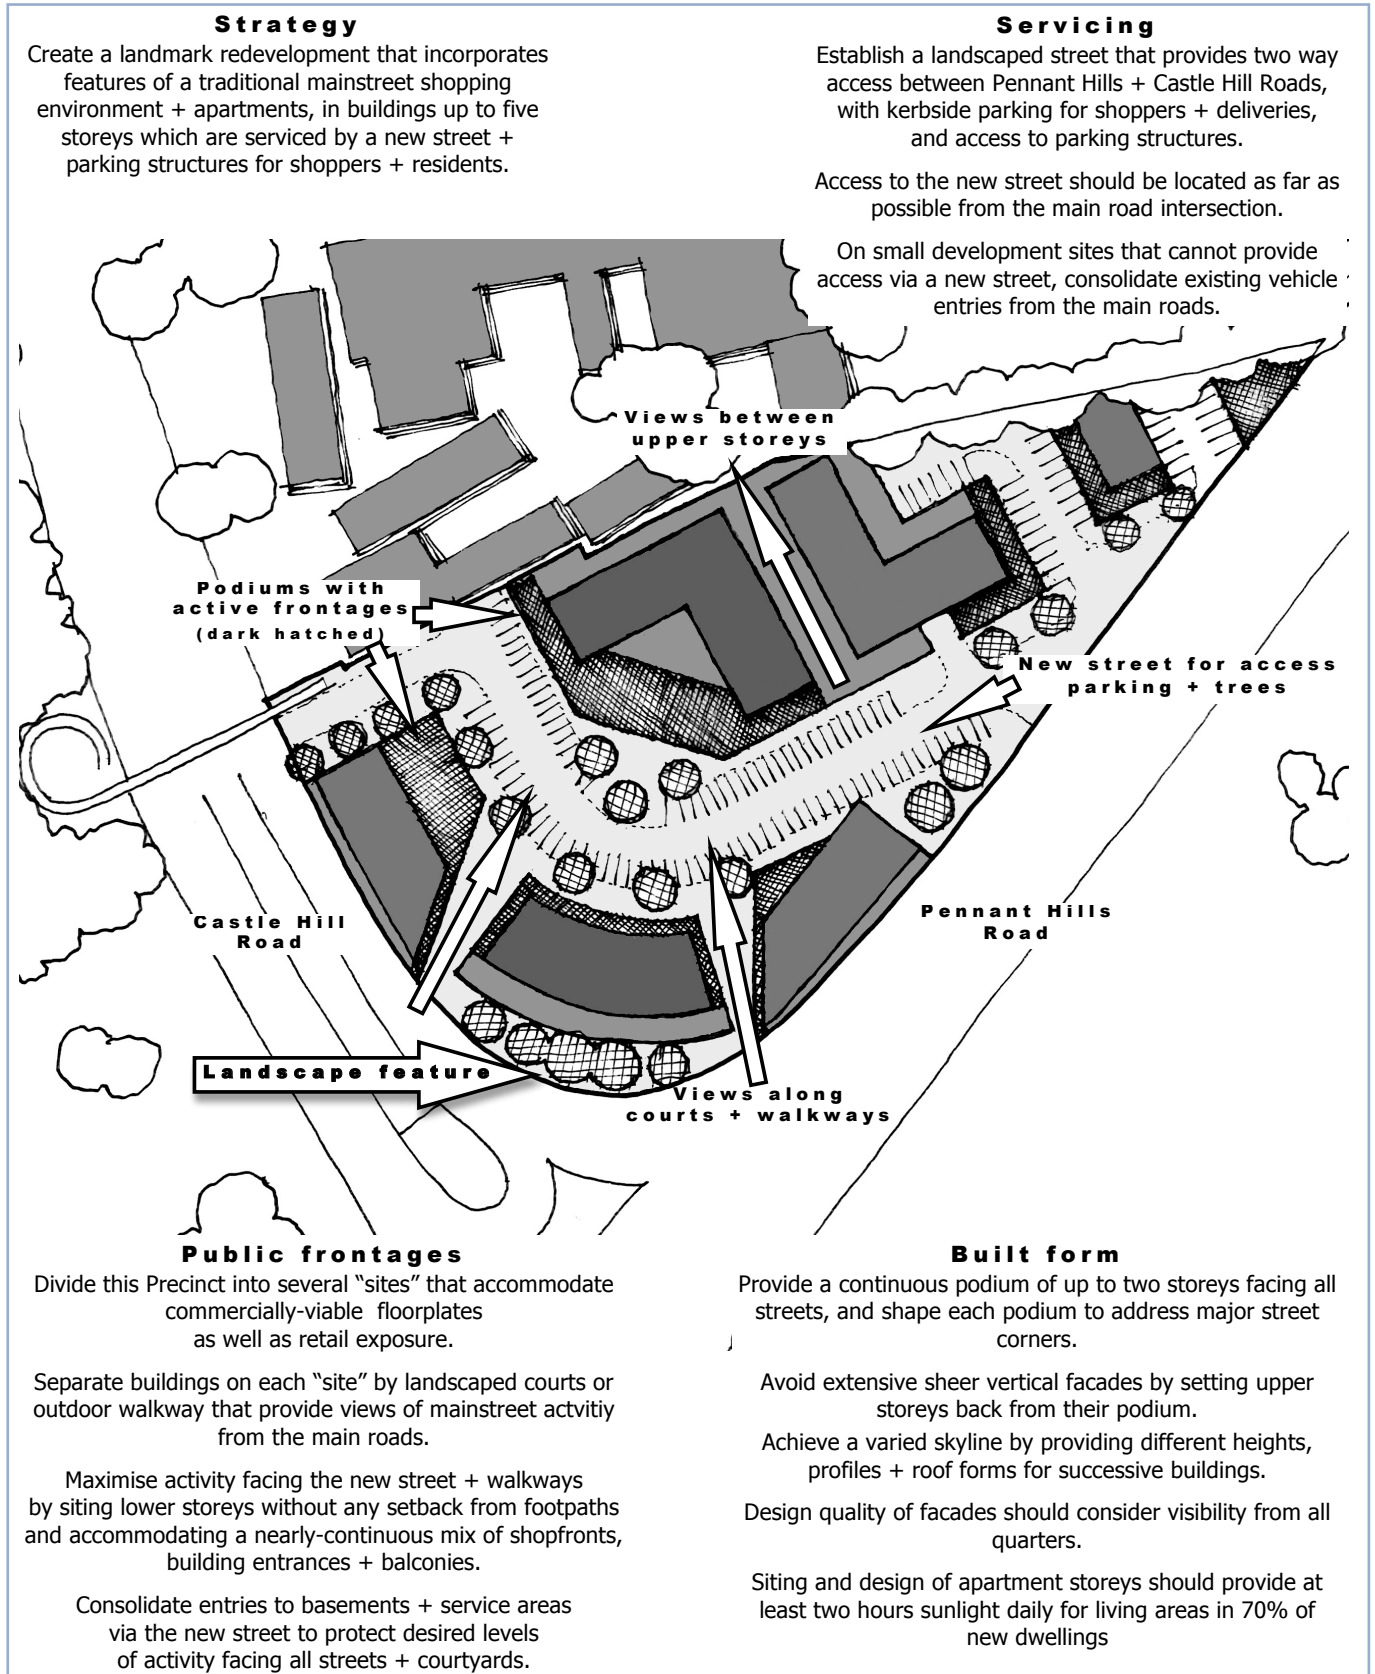 Strategy
Create a landmark redevelopment that incorporates
features of a traditional mainstreet shopping
environment + apartments, in buildings up to five
storeys which are serviced by a new street +
parking structures for shoppers + residents.
Servicing
Establish a landscaped street that provides two way
access between Pennant Hills + Castle Hill Roads,
with kerbside parking for shoppers + deliveries,
and access to parking structures.
Access to the new street should be located as far as
possible from the main road intersection.
On small development sites that cannot provide
access via a new street, consolidate existing vehicle
entries from the main roads.
Views between
upper storeys
Podiums with
active frontages
(dark hatched)
New street for access
parking + trees
Castle Hill
Road
Pennant Hills
Road
Landscape feature
Views along
courts + walkways
Public frontages
Divide this Precinct into several “sites” that accommodate
commercially-viable floorplates
as well as retail exposure.
Separate buildings on each “site” by landscaped courts or
outdoor walkway that provide views of mainstreet actvitiy
from the main roads.
Maximise activity facing the new street + walkways
by siting lower storeys without any setback from footpaths
and accommodating a nearly-continuous mix of shopfronts,
building entrances + balconies.
Consolidate entries to basements + service areas
via the new street to protect desired levels
of activity facing all streets + courtyards.
Built form
Provide a continuous podium of up to two storeys facing all
streets, and shape each podium to address major street
corners.
Avoid extensive sheer vertical facades by setting upper
storeys back from their podium.
Achieve a varied skyline by providing different heights,
profiles + roof forms for successive buildings.
Design quality of facades should consider visibility from all
quarters.
Siting and design of apartment storeys should provide at
least two hours sunlight daily for living areas in 70% of
new dwellings